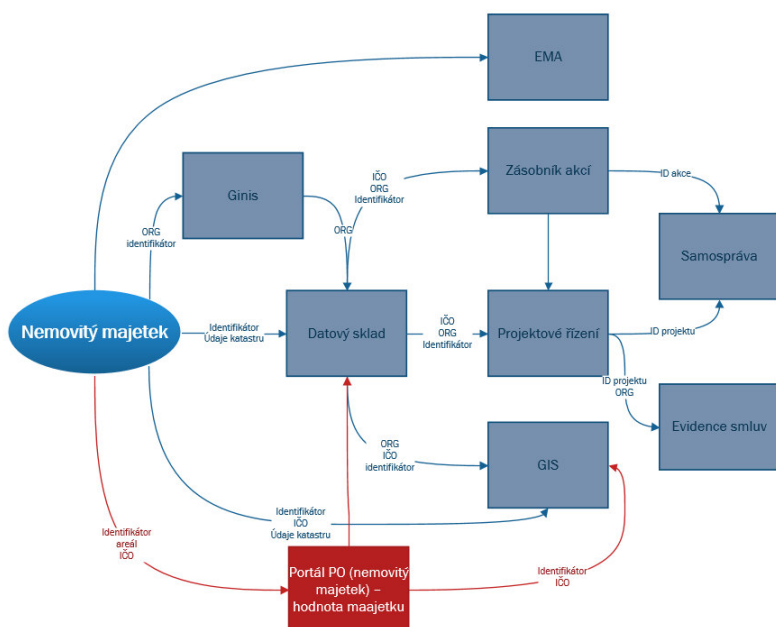 EMA
Ginis
IČO
ORG
Identifikátor
Zásobník akcí
ID akce
ORG
identifikátor
ORG
Samospráva
Nemovitý majetek
Identifikátor
Údaje katastru
Datový sklad
IČO
ORG
Identifikátor
Projektové řízení
ID projektu
ID projektu
ORG
Evidence smluv
ORG
IČO
identifikátor
GIS
Identifikátor
IČO
Údaje katastru
Identifikátor
areál
IČO
Portál PO (nemovitý
majetek) –
hodnota maajetku
Identifikátor
IČO